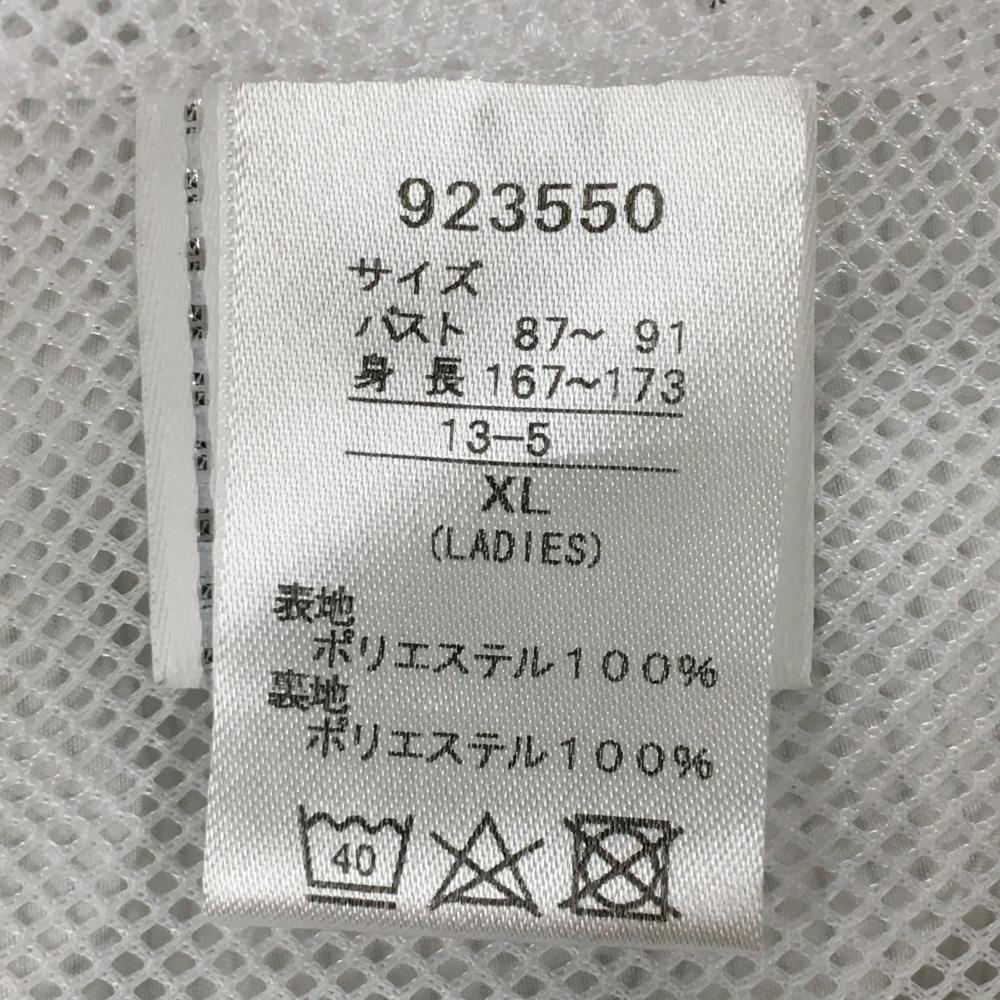 923550
サイズ
バスト 87〜 91
身 長 167〜173
13−5
XL
(LADIES)
表地
ポリエステル100%
裏地
ポリエステル100%
40